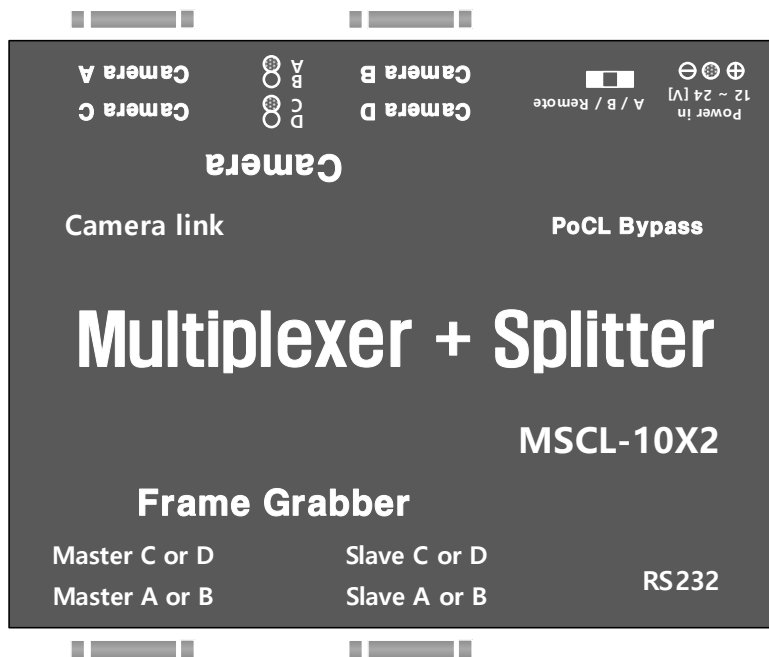 Camera A
A
B
Camera B
Camera C
C
D
Camera D
A / B / Remote
12 ~ 24 [V]
Power in
Camera
Camera link
PoCL Bypass
Multiplexer + Splitter
MSCL-10X2
Frame Grabber
Master C or D
Slave C or D
Master A or B
Slave A or B
RS232